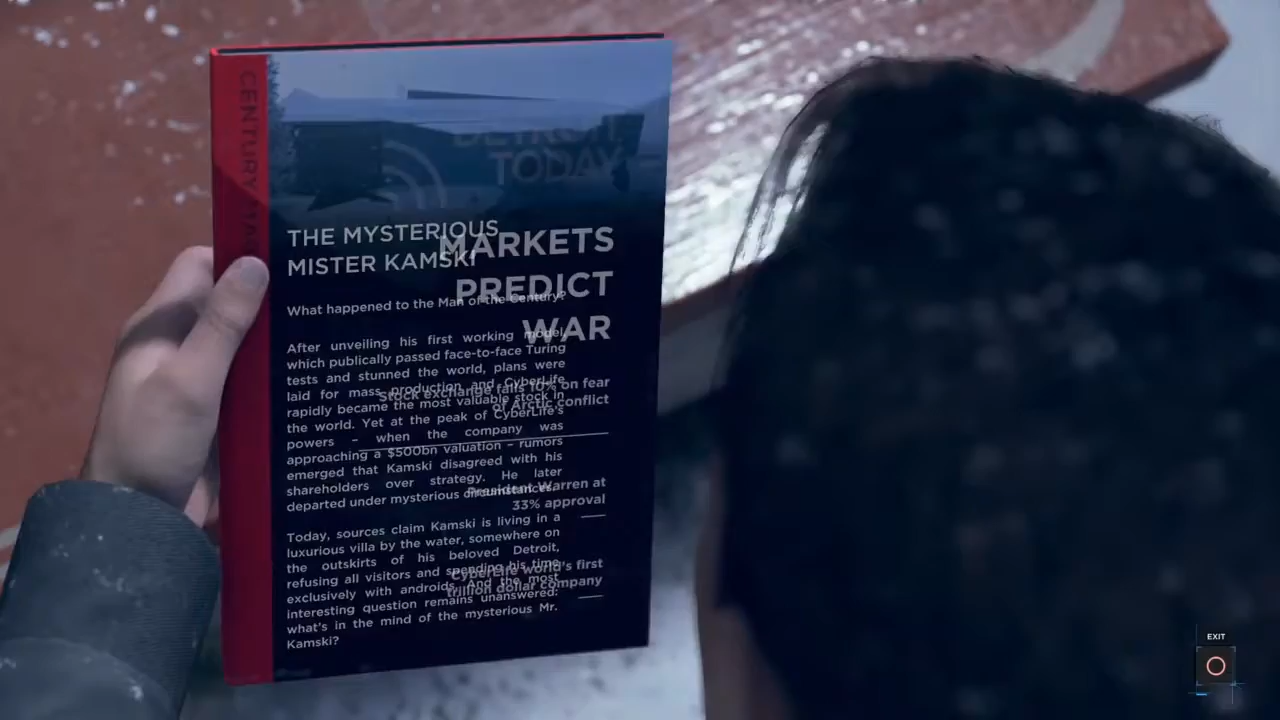 CENTURY MAG
DETROIT
TODAY
THE MYSTERIOUS
MISTER KAMSKI
MARKETS
PREDICT
WAR
What happened to the Man of the Century?
After unveiling his first working model
which publically passed face-to-face Turing
tests and stunned the world, plans were
laid for mass production and CyberLife
rapidly became the most valuable stock in
the world. Yet at the peak of CyberLife's
powers – when the company was
approaching a $500bn valuation – rumors
emerged that Kamski disagreed with his
shareholders over strategy. He later
departed under mysterious circumstances.
Today, sources claim Kamski is living in a
luxurious villa by the water, somewhere on
the outskirts of his beloved Detroit,
refusing all visitors and spending his time
exclusively with androids. And the most
interesting question remains unanswered:
what's in the mind of the mysterious Mr.
Kamski?
Stock exchange falls 10% on fear
of Arctic conflict
President Warren at
33% approval
CyberLife world's first
trillion dollar company
EXIT